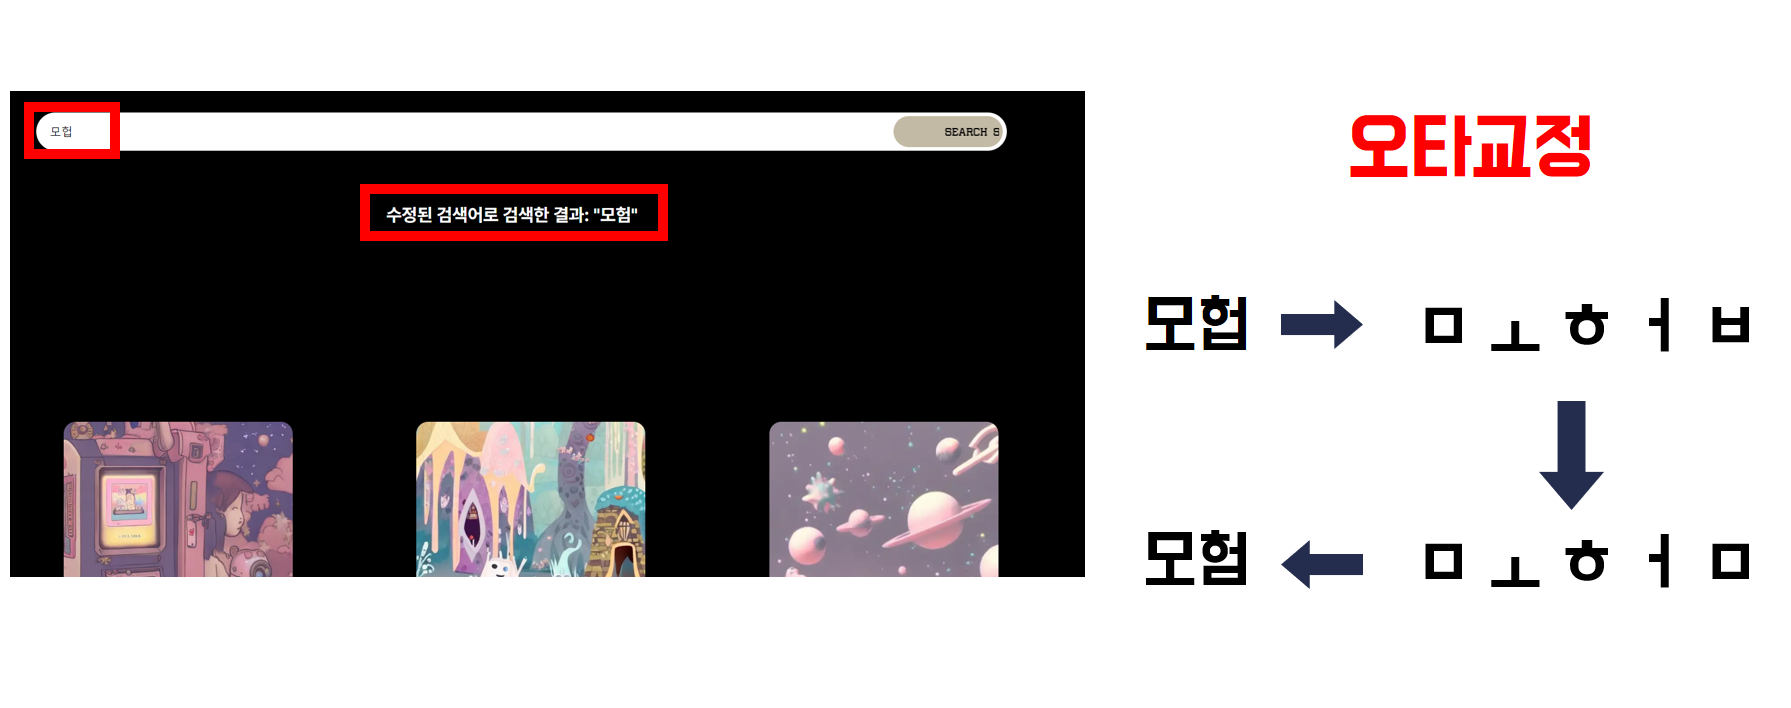 모헙
SEARCH S
수정된 검색어로 검색한 결과: "모험"
오타교정
모헙 ㅁ ㅗ ㅎ ㅓ ㅂ
모험 ㅁ ㅗ ㅎ ㅓ ㅁ